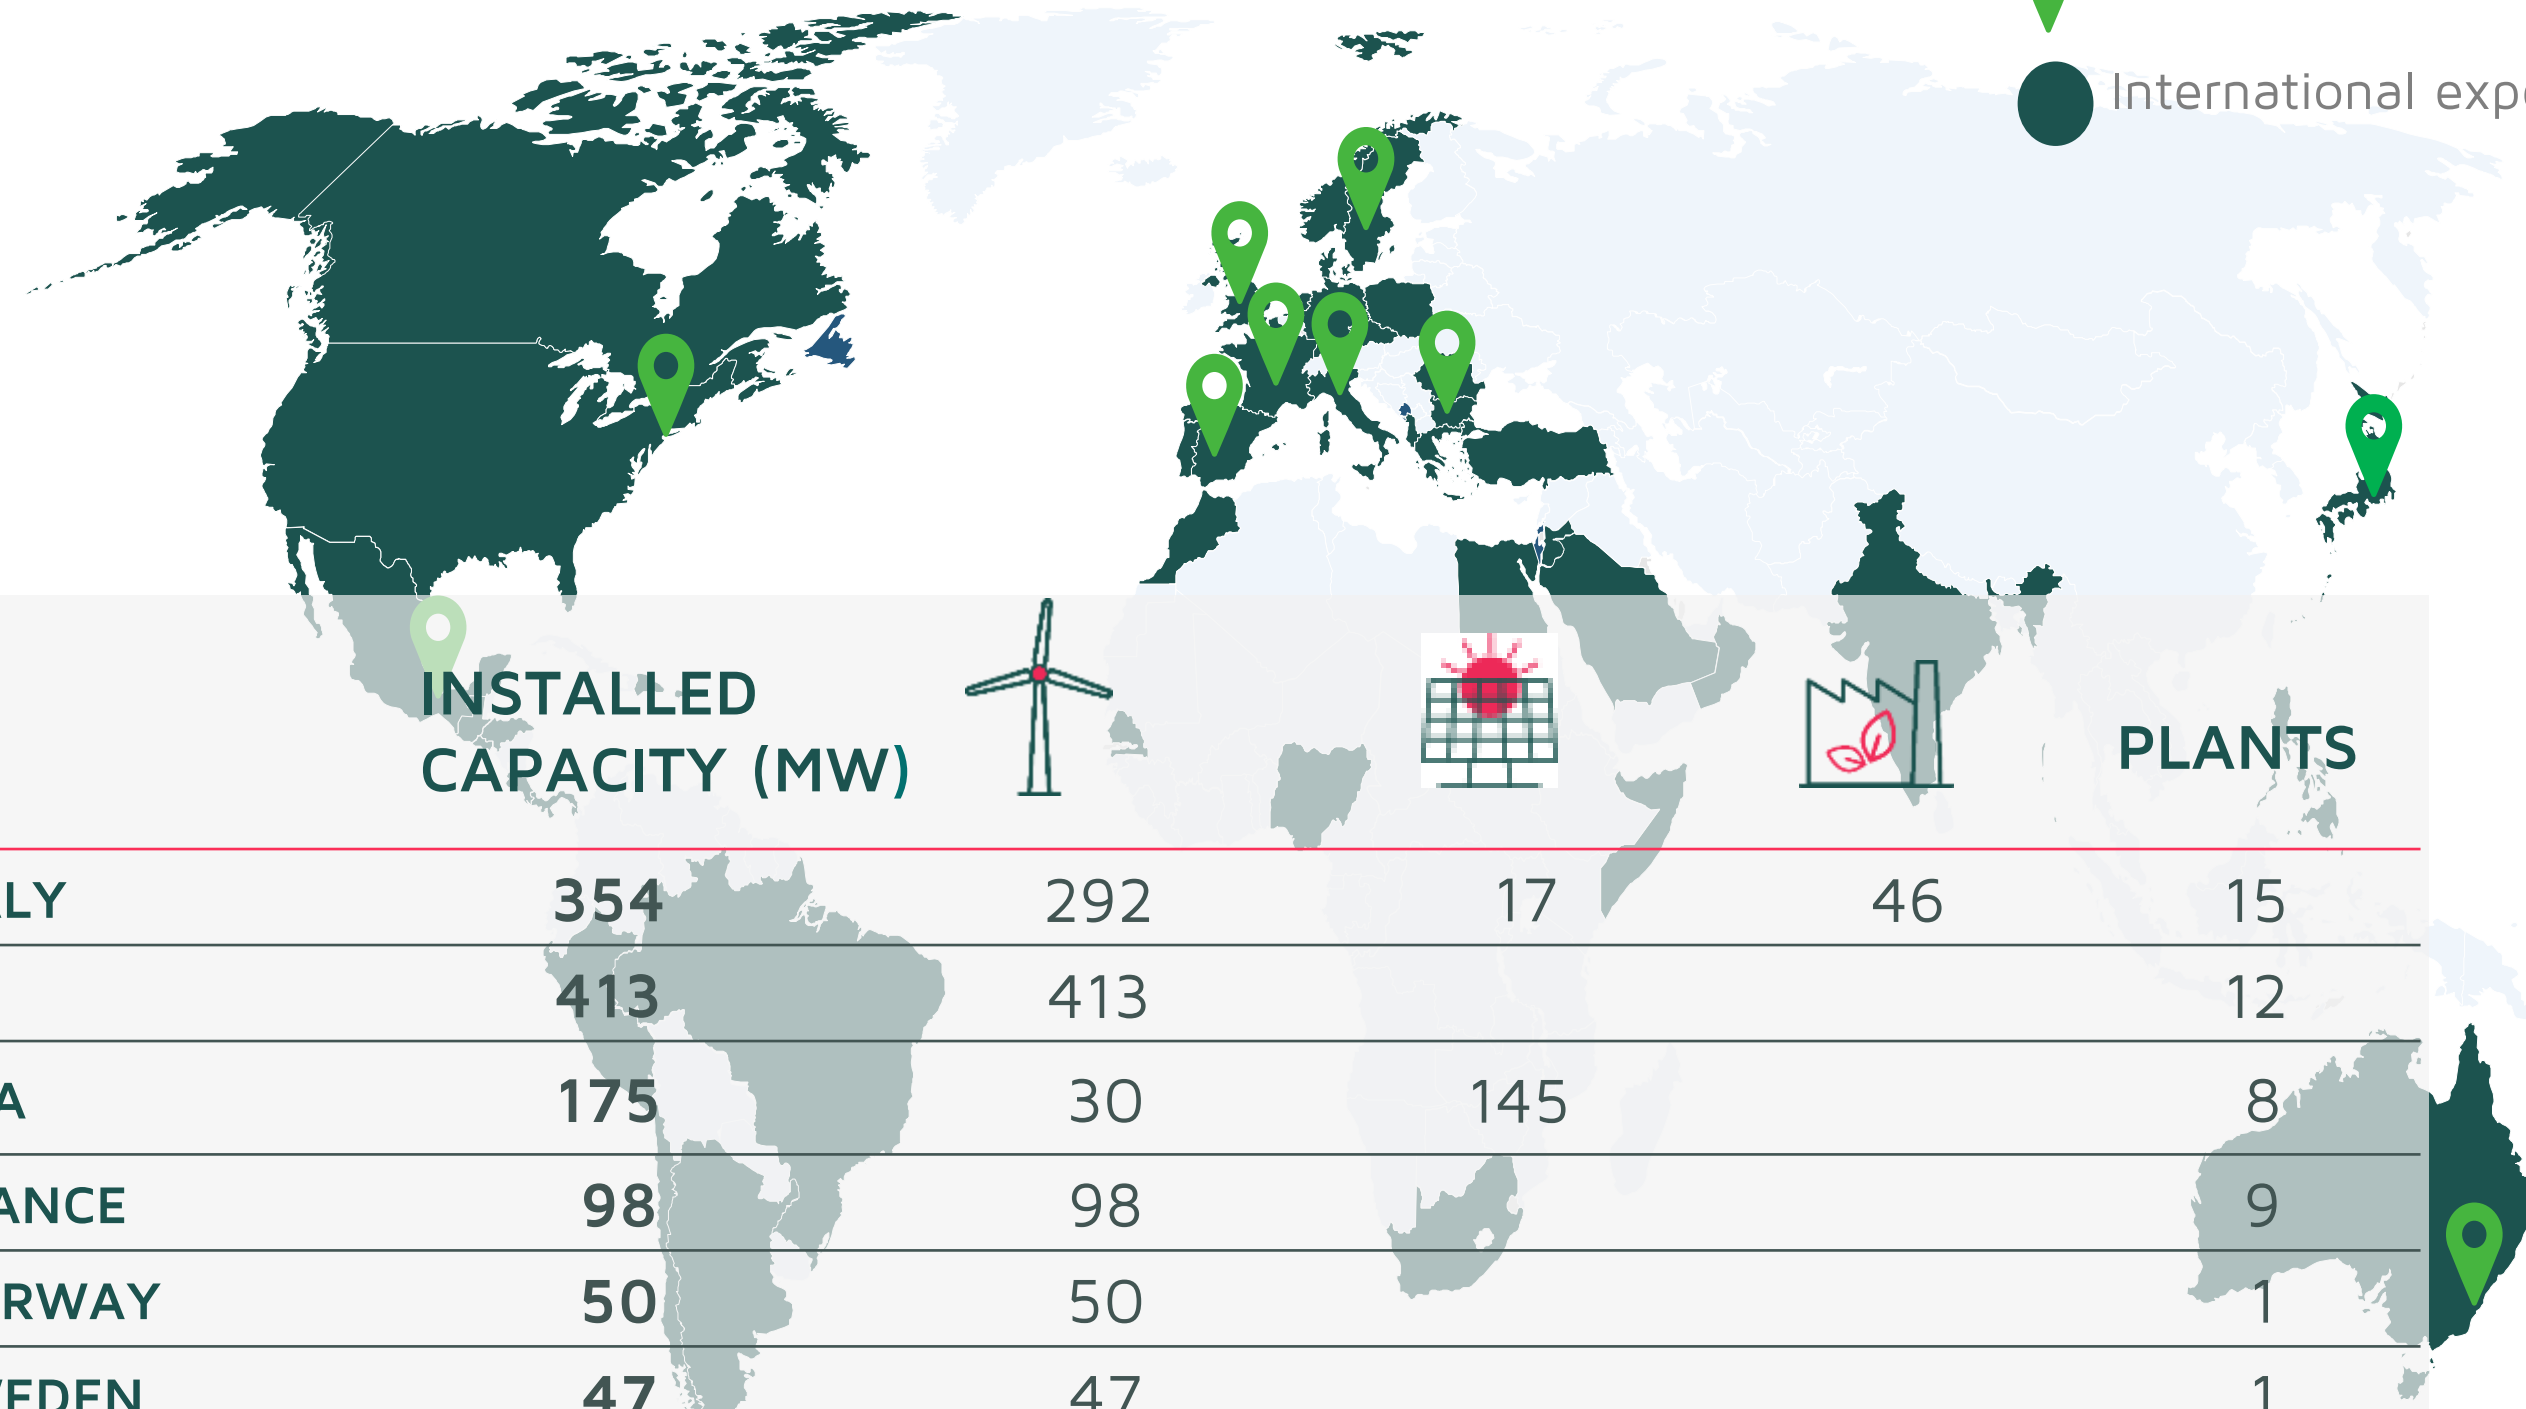 International exp
INSTALLED
CAPACITY (MW)
PLANTS
LY 354 292 17 46 15
413 413 12
A 175 30 145 8
ANCE 98 98 9
RWAY 50 50 1
EDEN 47 47 1